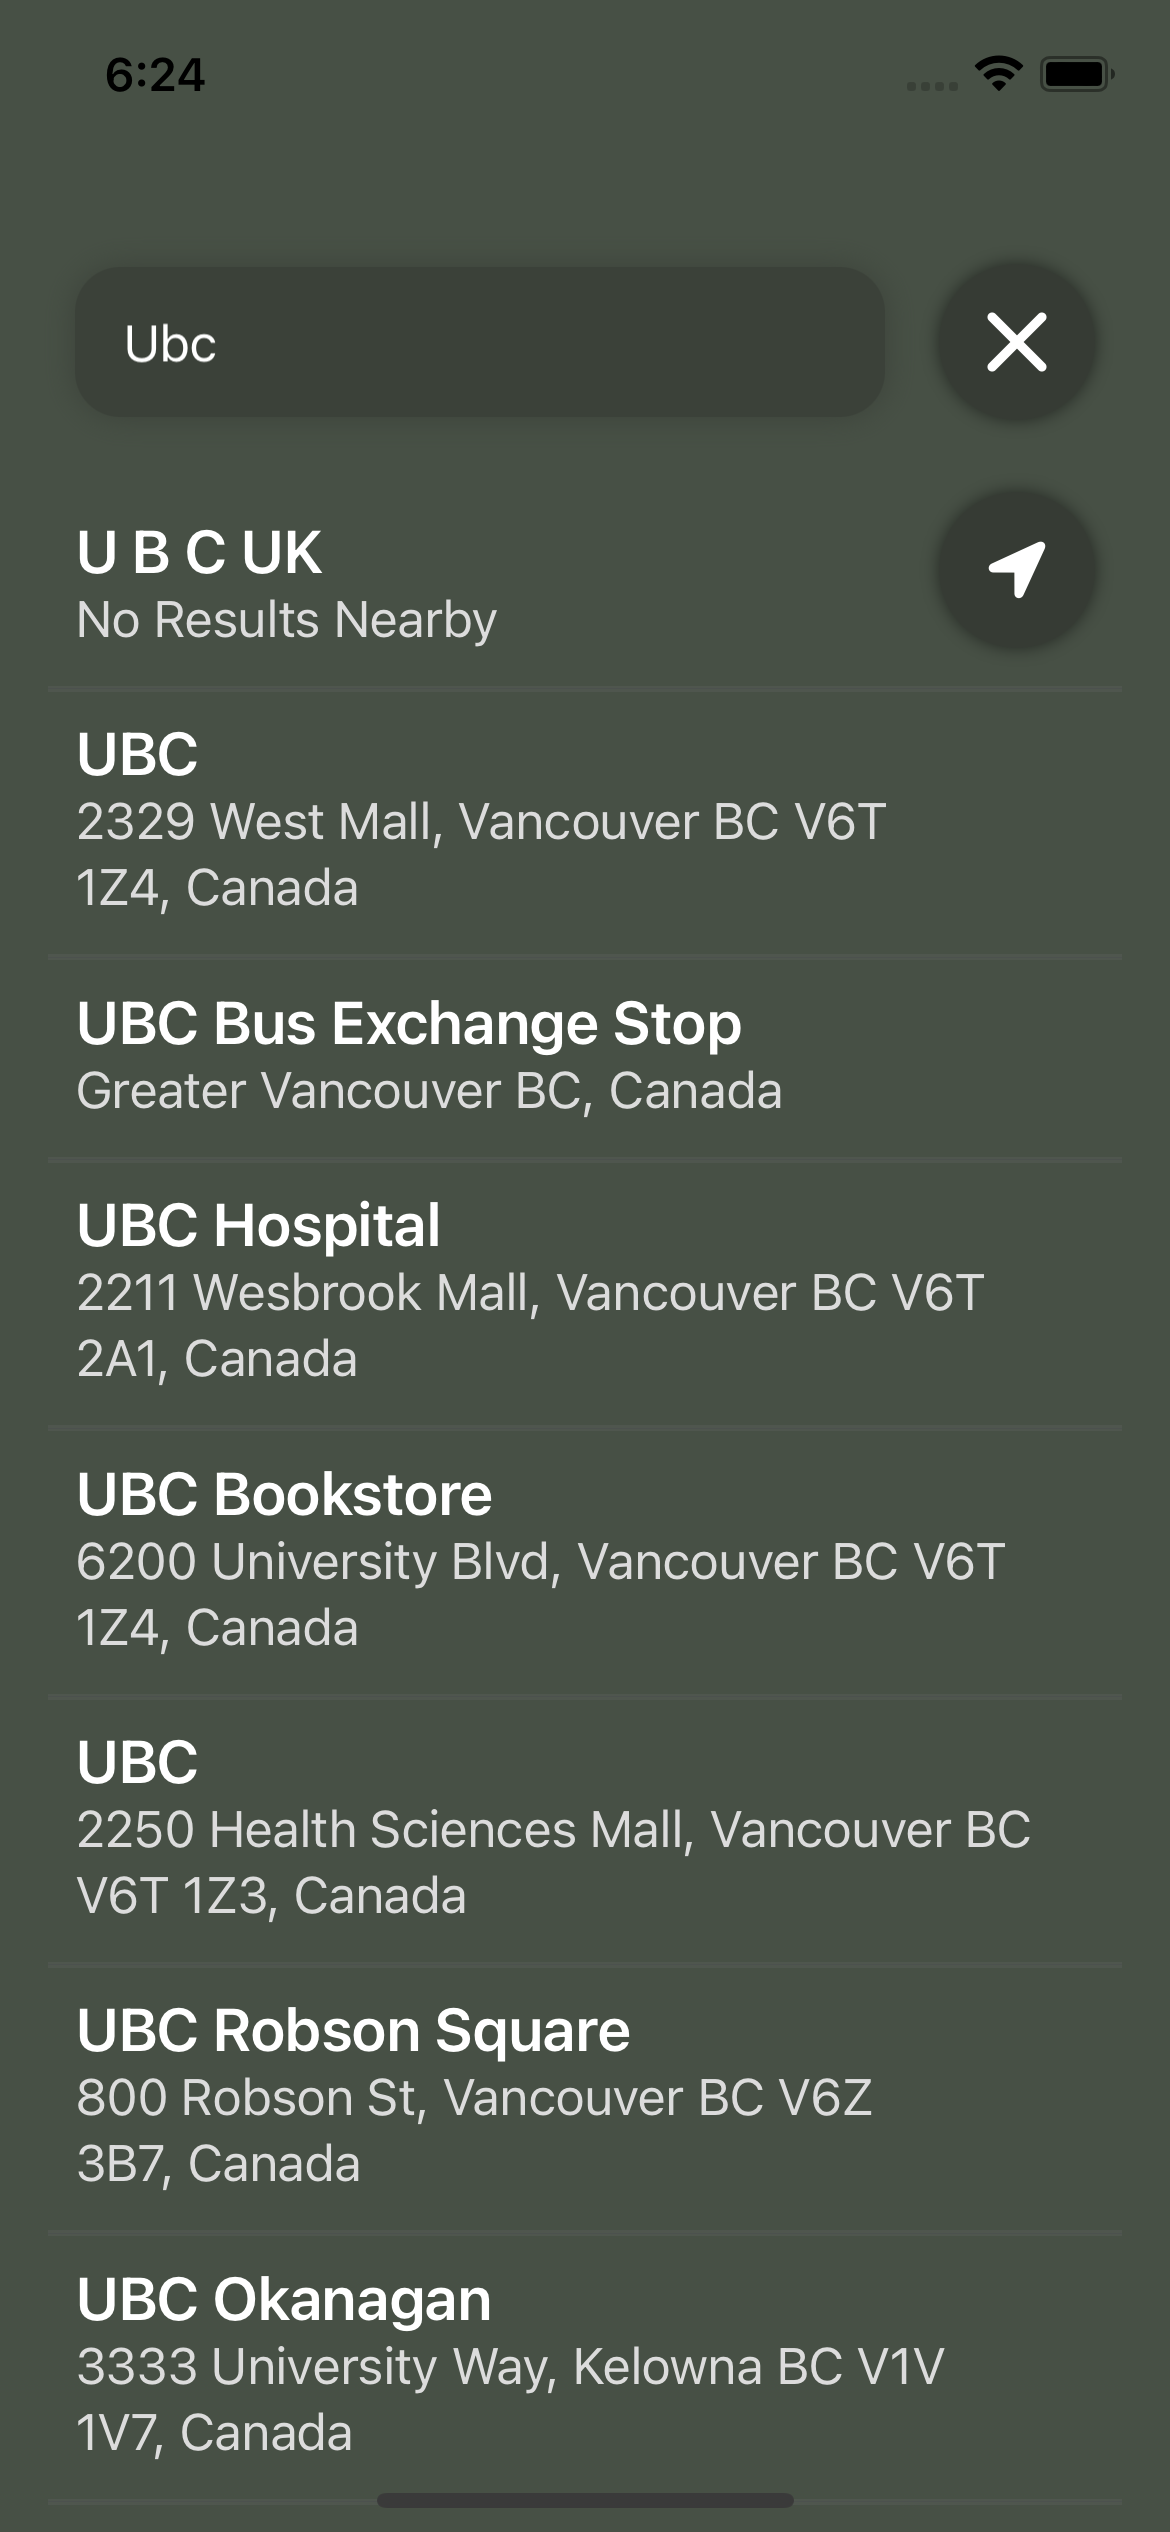 6:24
Ubc
U B C UK
No Results Nearby
UBC
2329 West Mall, Vancouver BC V6T
1Z4, Canada
UBC Bus Exchange Stop
Greater Vancouver BC, Canada
UBC Hospital
2211 Wesbrook Mall, Vancouver BC V6T
2A1, Canada
UBC Bookstore
6200 University Blvd, Vancouver BC V6T
1Z4, Canada
UBC
2250 Health Sciences Mall, Vancouver BC
V6T 1Z3, Canada
UBC Robson Square
800 Robson St, Vancouver BC V6Z
3B7, Canada
UBC Okanagan
3333 University Way, Kelowna BC V1V
1V7, Canada